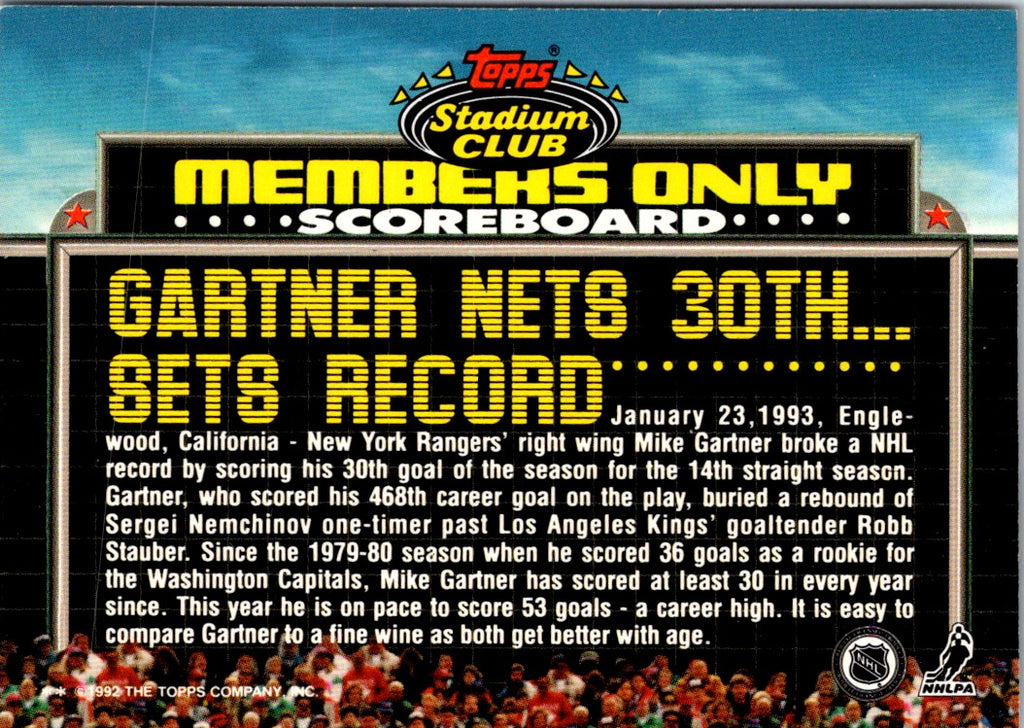 Topps®
Stadium
CLUB
MEMBERS ONLY
SCOREBOARD
GARTNER NETS 30TH...
SETS RECORD............
January 23,1993, Engle-
wood, California - New York Rangers' right wing Mike Gartner broke a NHL
record by scoring his 30th goal of the season for the 14th straight season.
Gartner, who scored his 468th career goal on the play, buried a rebound of
Sergei Nemchinov one-timer past Los Angeles Kings' goaltender Robb
Stauber. Since the 1979-80 season when he scored 36 goals as a rookie for
the Washington Capitals, Mike Gartner has scored at least 30 in every year
since. This year he is on pace to score 53 goals - a career high. It is easy to
compare Gartner to a fine wine as both get better with age.
NHL
NHLPA
** ©1992 THE TOPPS COMPANY, INC.